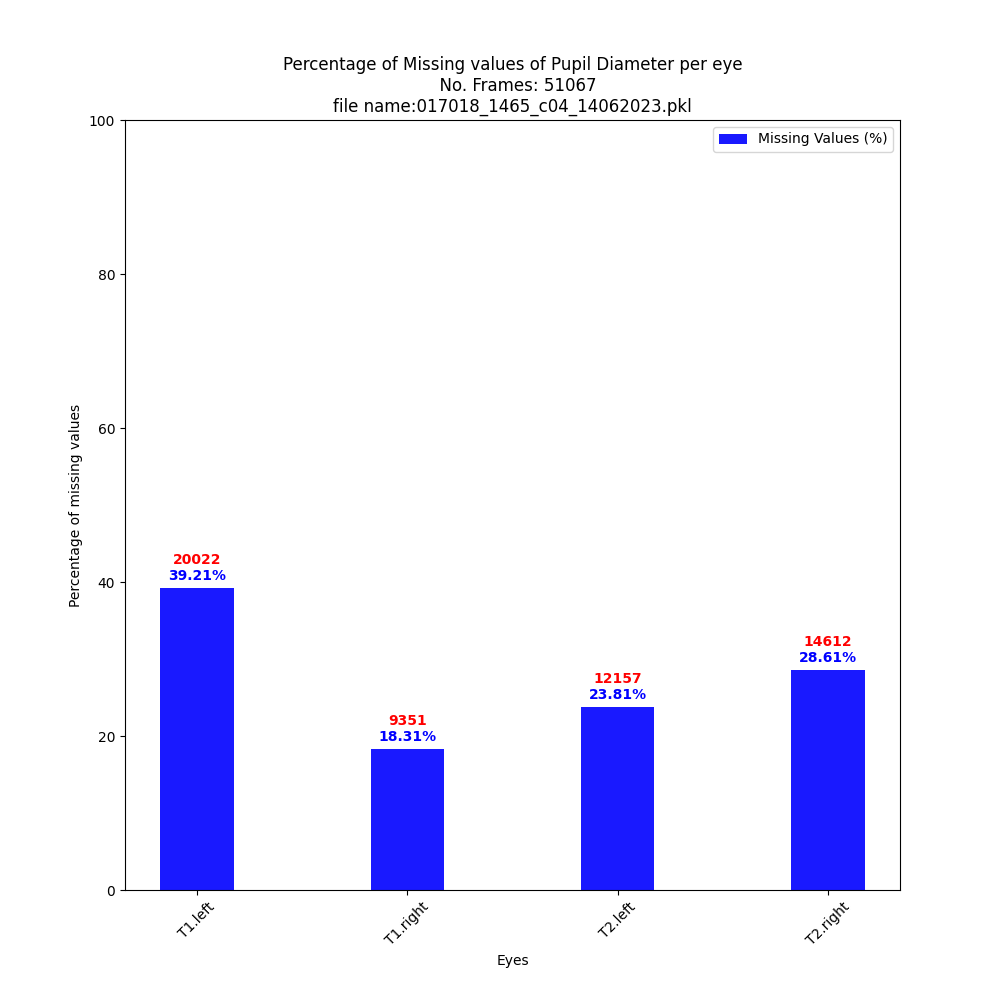 Percentage of Missing values of Pupil Diameter per eye
No. Frames: 51067
file name:017018_1465_c04_14062023.pkl
Missing Values (%)
100
80
60
40
20
0
Percentage of missing values
20022
39.21%
9351
18.31%
12157
23.81%
14612
28.61%
T1.left
T1.right
T2.left
T2.right
Eyes